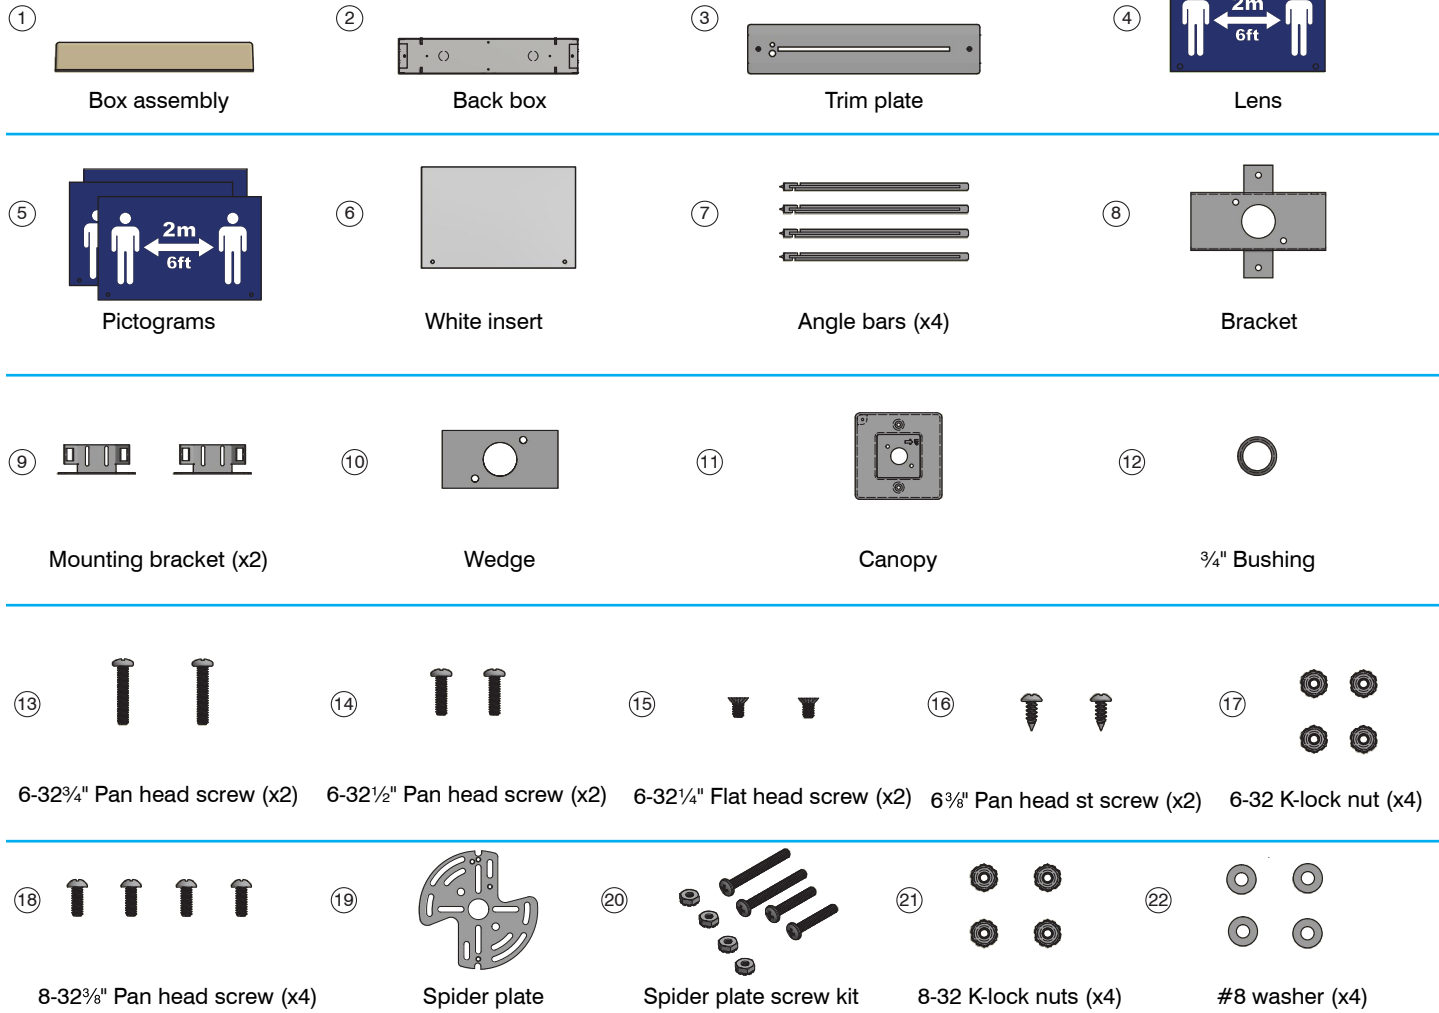 1 2 3 4
2m
6ft
Box assembly Back box Trim plate Lens
5 6 7 8
2m
6ft
Pictograms White insert Angle bars (x4) Bracket
9 10 11 12
Mounting bracket (x2) Wedge Canopy ¾" Bushing
13 14 15 16 17
6-32¾" Pan head screw (x2) 6-32½" Pan head screw (x2) 6-32¼" Flat head screw (x2) 6⅜" Pan head st screw (x2) 6-32 K-lock nut (x4)
18 19 20 21 22
8-32⅜" Pan head screw (x4) Spider plate Spider plate screw kit 8-32 K-lock nuts (x4) #8 washer (x4)